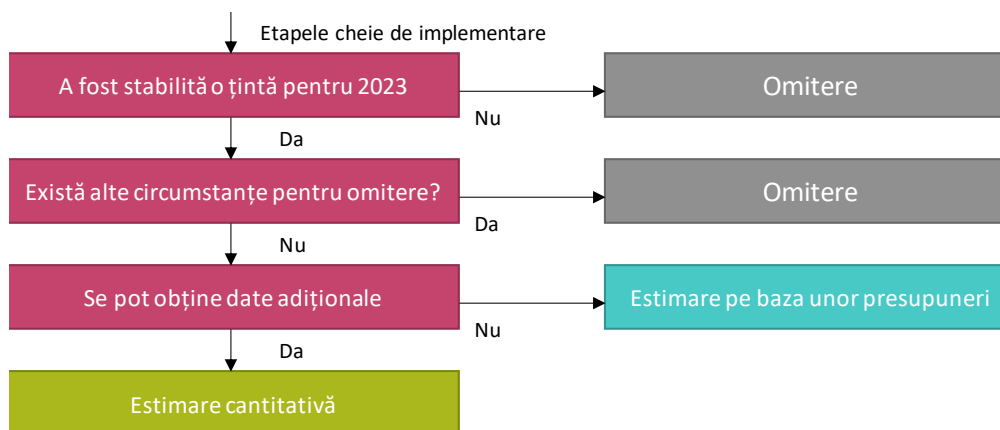 Etapele cheie de implementare
A fost stabilită o țintă pentru 2023
Omitere
Nu
Da
Există alte circumstanțe pentru omitere?
Omitere
Da
Nu
Se pot obține date adiționale
Estimare pe baza unor presupuneri
Nu
Da
Estimare cantitativă